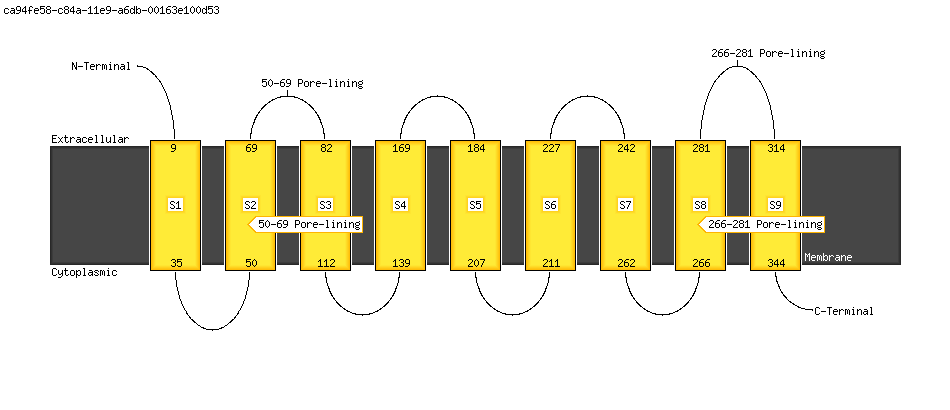 ca94fe58-c84a-11e9-a6db-00163e100d53
266-281 Pore-lining
N-Terminal
50-69 Pore-lining
Extracellular
9 69 82 169 184 227 242 281 314
S1 S2 S3 S4 S5 S6 S7 S8 S9
50-69 Pore-lining 266-281 Pore-lining
35 50 112 139 207 211 262 266 344
Membrane
Cytoplasmic
C-Terminal